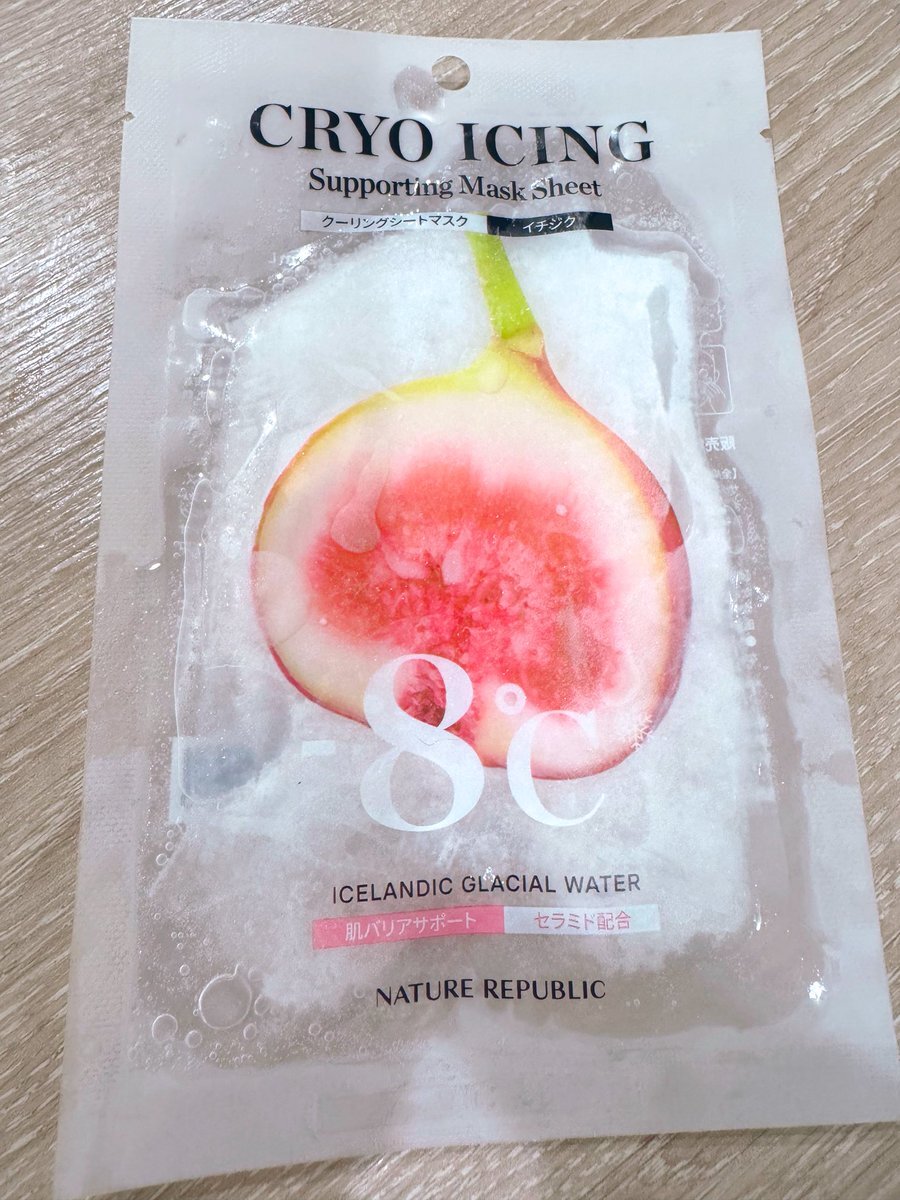 CRYO ICING
Supporting Mask Sheet
クーリングシートマスク イチジク
8℃
ICELANDIC GLACIAL WATER
肌バリアサポート セラミド配合
NATURE REPUBLIC
販売